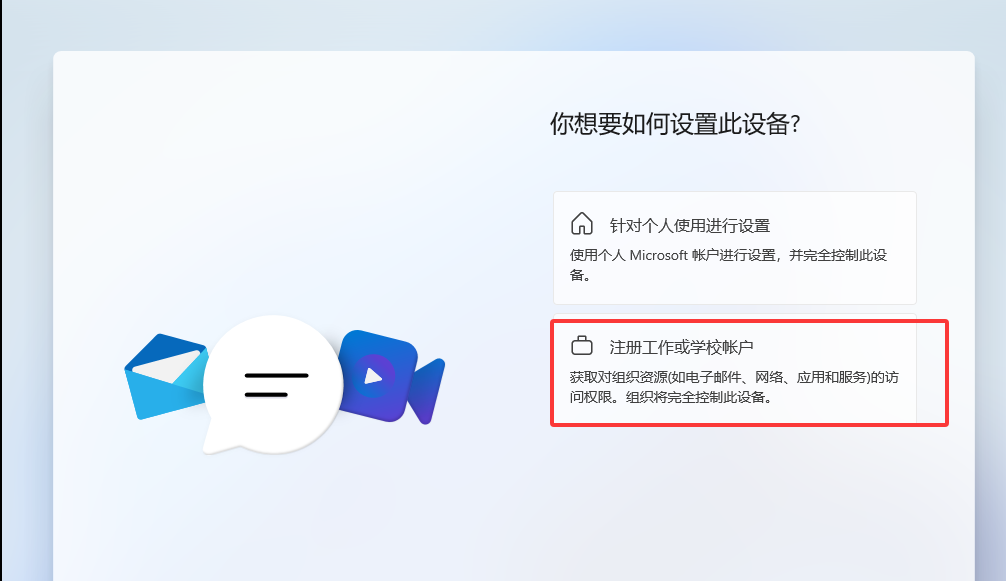 你想要如何设置此设备?
针对个人使用进行设置
使用个人 Microsoft 帐户进行设置，并完全控制此设
备。
注册工作或学校帐户
获取对组织资源(如电子邮件、网络、应用和服务)的访
问权限。组织将完全控制此设备。